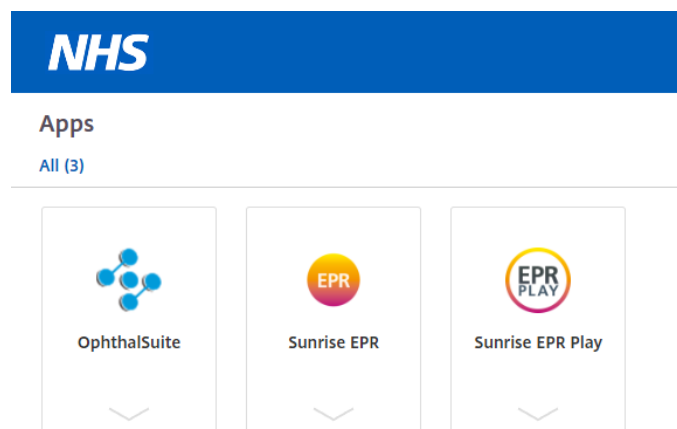 NHS
Apps
All (3)
EPR
EPR
PLAY
OphthalSuite
Sunrise EPR
Sunrise EPR Play